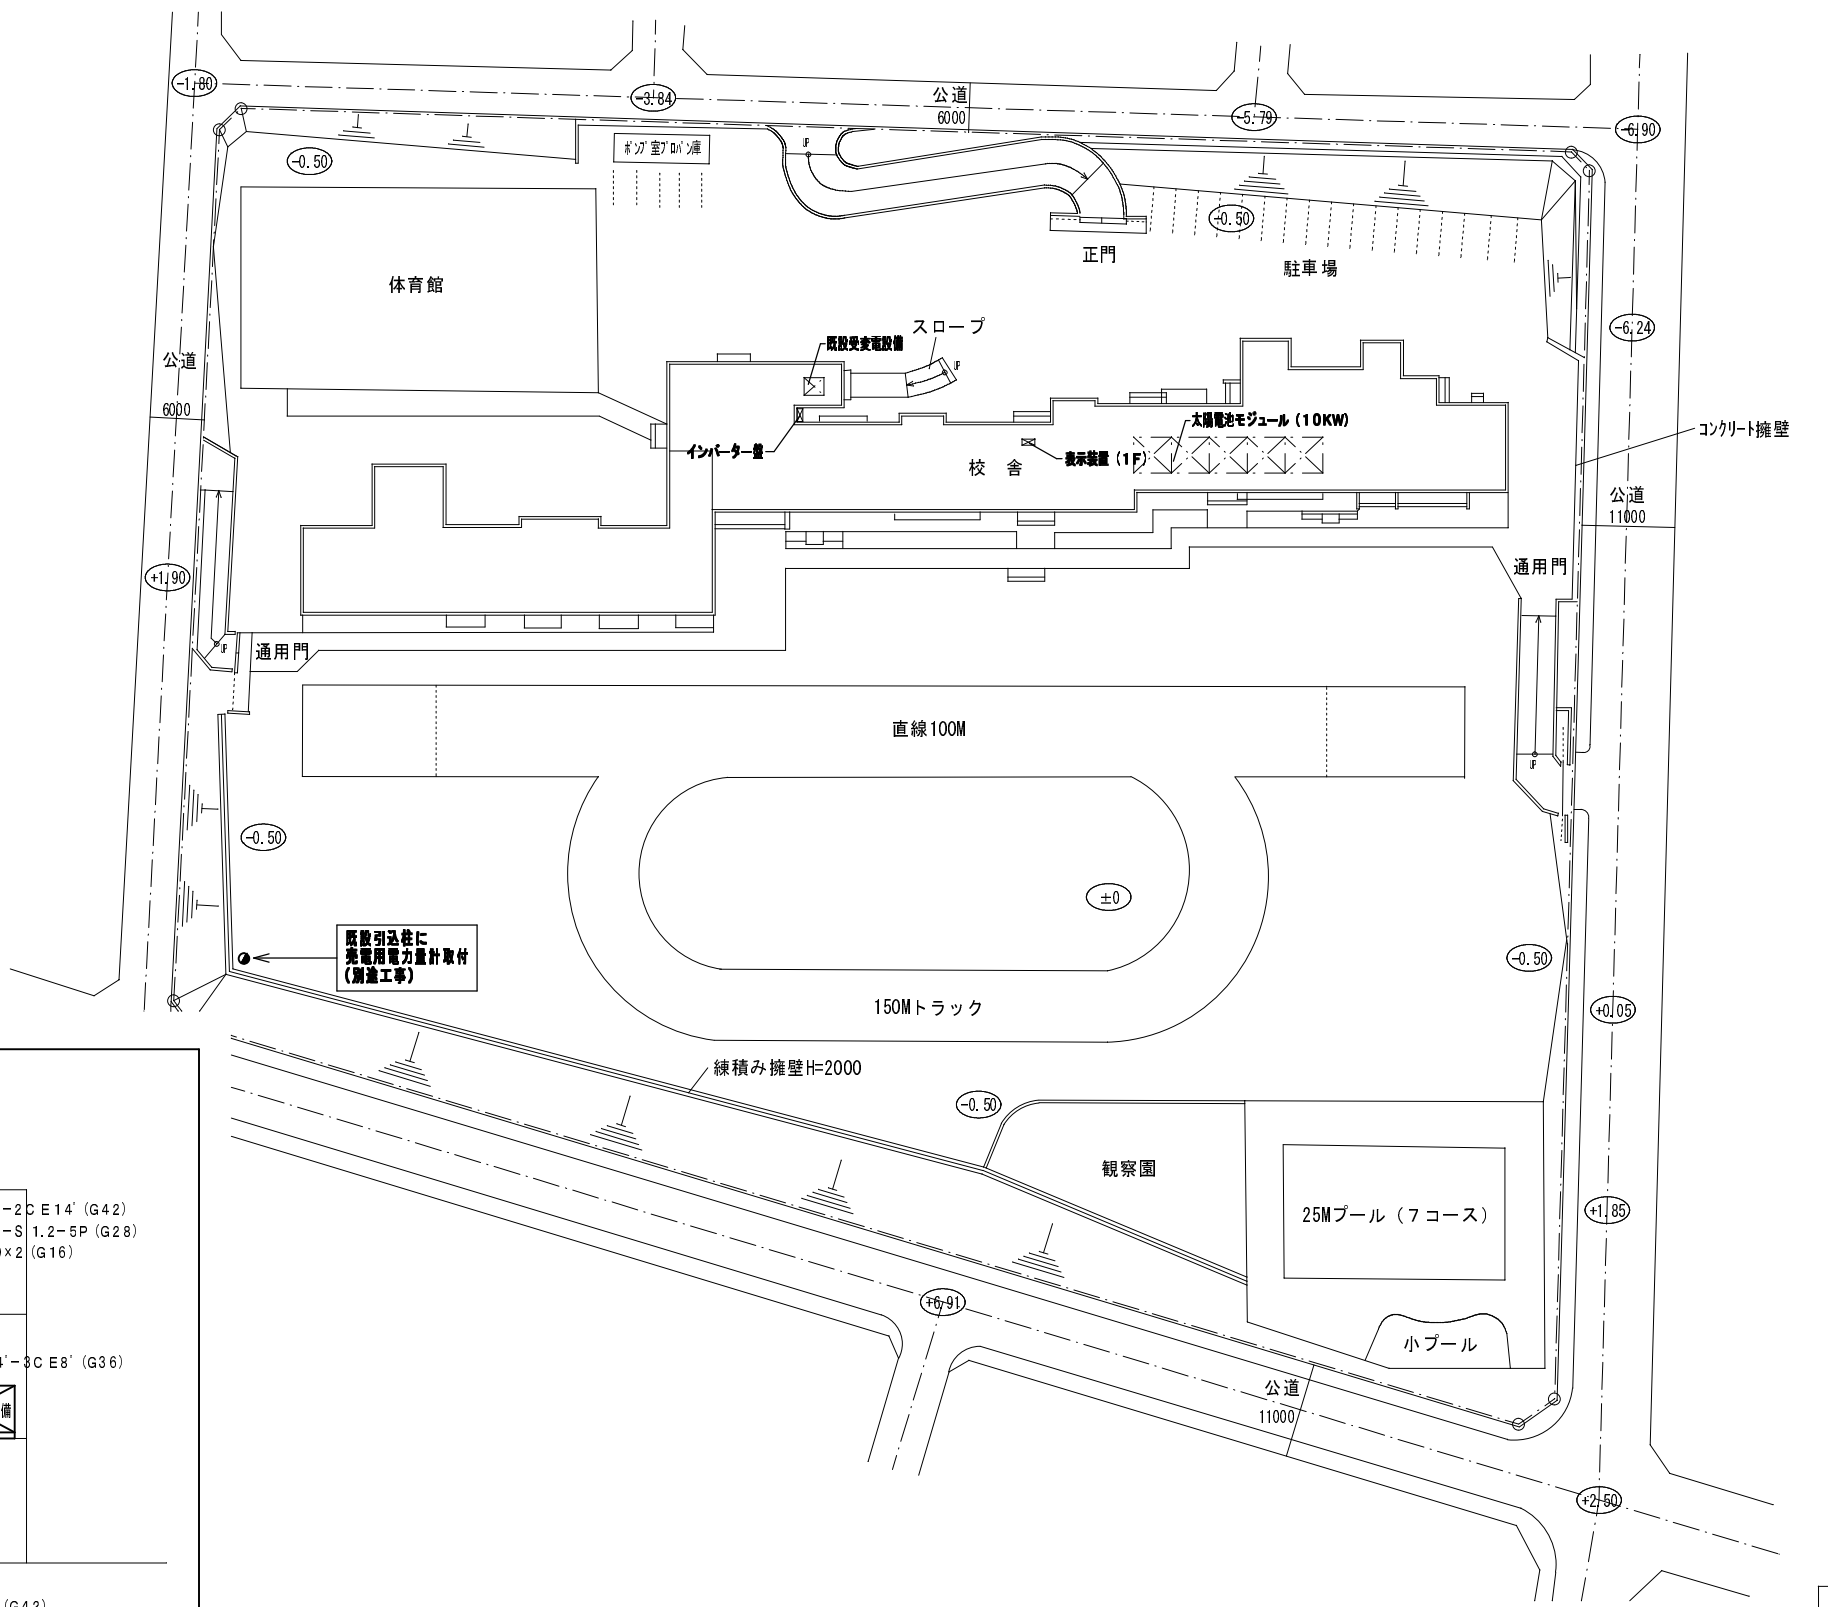 -1.80
-3.84
公道
6000
-5.79
-6.90
-0.50
ポンプ室プロパン庫
UP
-0.50
正門
駐車場
体育館
公道
6000
既設受変電設備
スロープ
UP
-6.24
インバーター盤
校 舎
表示装置（1F）
太陽電池モジュール（10KW）
コンクリート擁壁
公道
11000
+1.90
通用門
UP
通用門
直線100M
UP
-0.50
±0
既設引込柱に
売電用電力量計取付
（別途工事）
-0.50
150Mトラック
+0.05
練積み擁壁H=2000
-0.50
観察園
25Mプール（7コース）
+1.85
小プール
+6.91
公道
11000
+2.50
-2C E14゜(G42)
-S 1.2-5P (G28)
×2 (G16)
-3C E8゜(G36)
備
(G42)